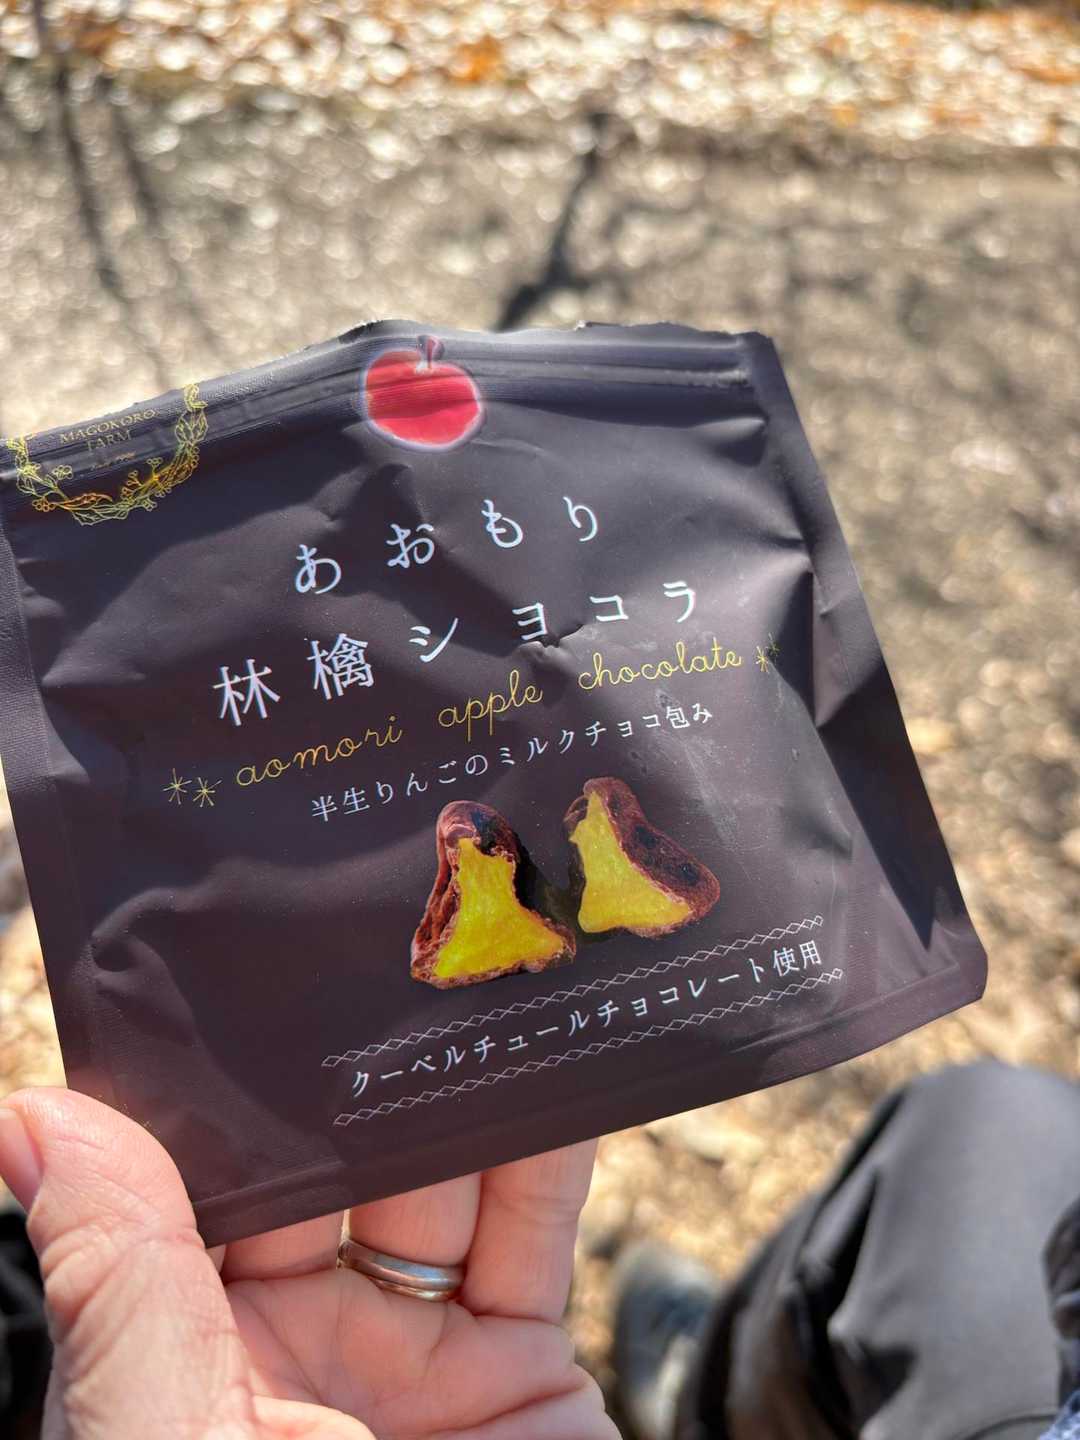 MAGOKORO
FARM
あおもり
林檎ショコラ
aomori apple chocolate
半生りんごのミルクチョコ包み
クーベルチュールチョコレート使用